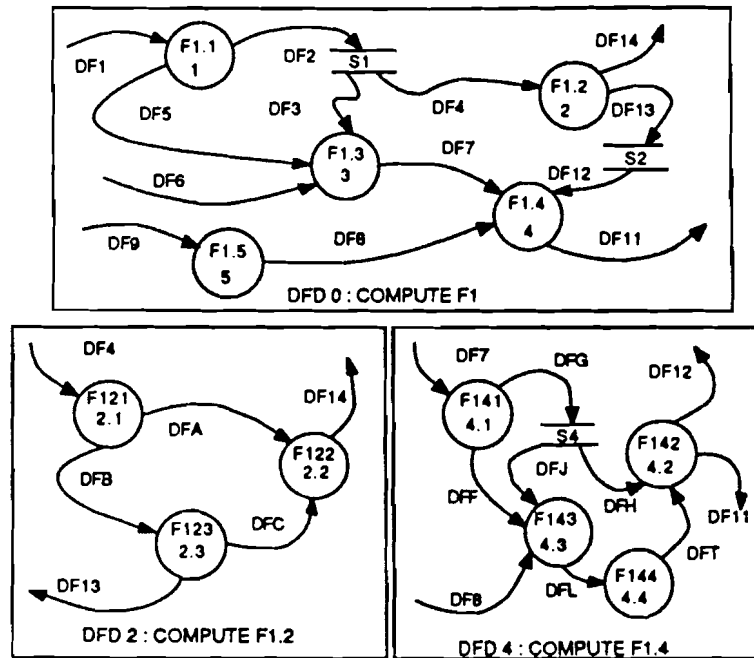 F1.1
1
DF1
DF2
S1
DF14
F1.2
2
DF13
DF5
DF3
DF4
S2
F1.3
3
DF7
DF12
DF6
F1.4
4
DF9
F1.5
5
DF8
DF11
DFD 0 : COMPUTE F1
DF4
F121
2.1
DF14
DFA
F122
2.2
DFB
F123
2.3
DFC
DF13
DFD 2 : COMPUTE F1.2
DF7
DFG
DF12
F141
4.1
S4
F142
4.2
DFJ
DFF
DFH
DF11
F143
4.3
DFT
F144
4.4
DF8
DFL
DFD 4 : COMPUTE F1.4